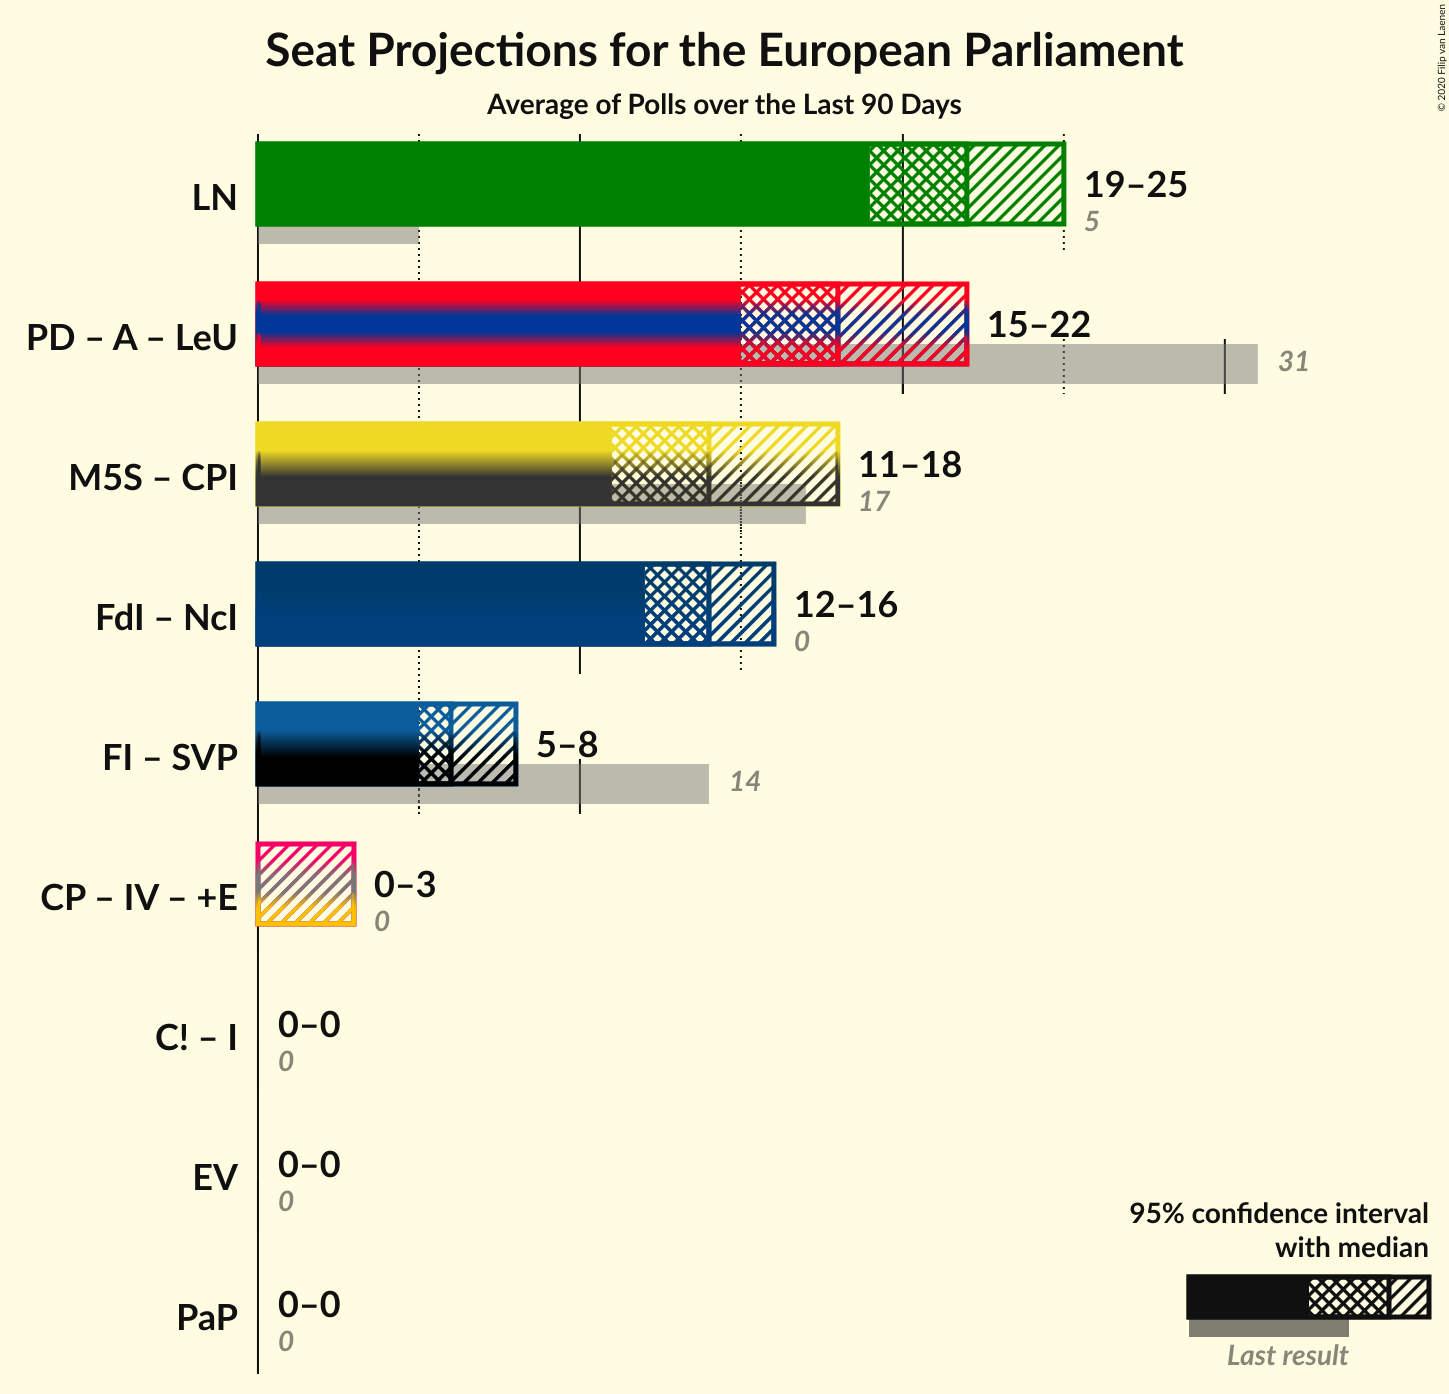 Seat Projections for the European Parliament
Average of Polls over the Last 90 Days
© 2020 Filip van Laenen
LN
19–25
5
PD – A – LeU
15–22
31
M5S – CPI
11–18
17
FdI – NcI
12–16
0
FI – SVP
5–8
14
CP – IV – +E
0–3
0
C! – I
0–0
0
EV
0–0
0
PaP
0–0
0
95% confidence interval
with median
Last result